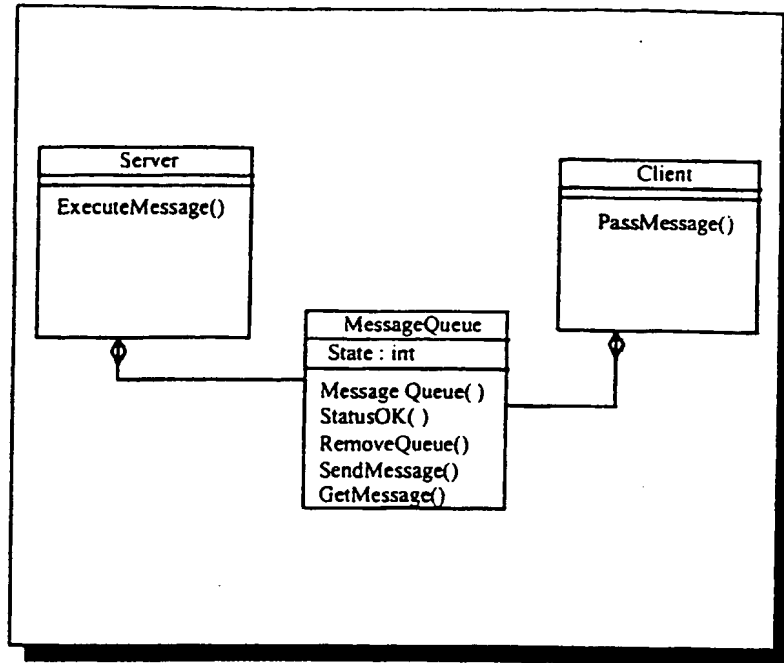 Server
ExecuteMessage()
Client
PassMessage()
MessageQueue
State : int
Message Queue( )
StatusOK( )
RemoveQueue()
SendMessage()
GetMessage()